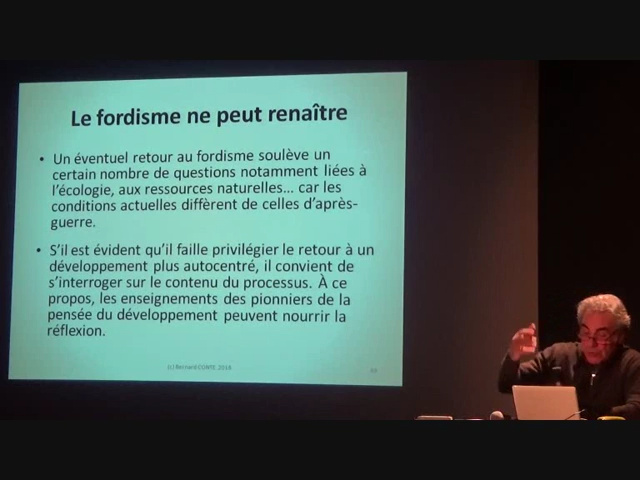 Le fordisme ne peut renaître
• Un éventuel retour au fordisme soulève un
certain nombre de questions notamment liées à
l'écologie, aux ressources naturelles... car les
conditions actuelles diffèrent de celles d'après-
guerre.
• S'il est évident qu'il faille privilégier le retour à un
développement plus autocentré, il convient de
s'interroger sur le contenu du processus. À ce
propos, les enseignements des pionniers de la
pensée du développement peuvent nourrir la
réflexion.
(c) Bernard CONTE, 2018